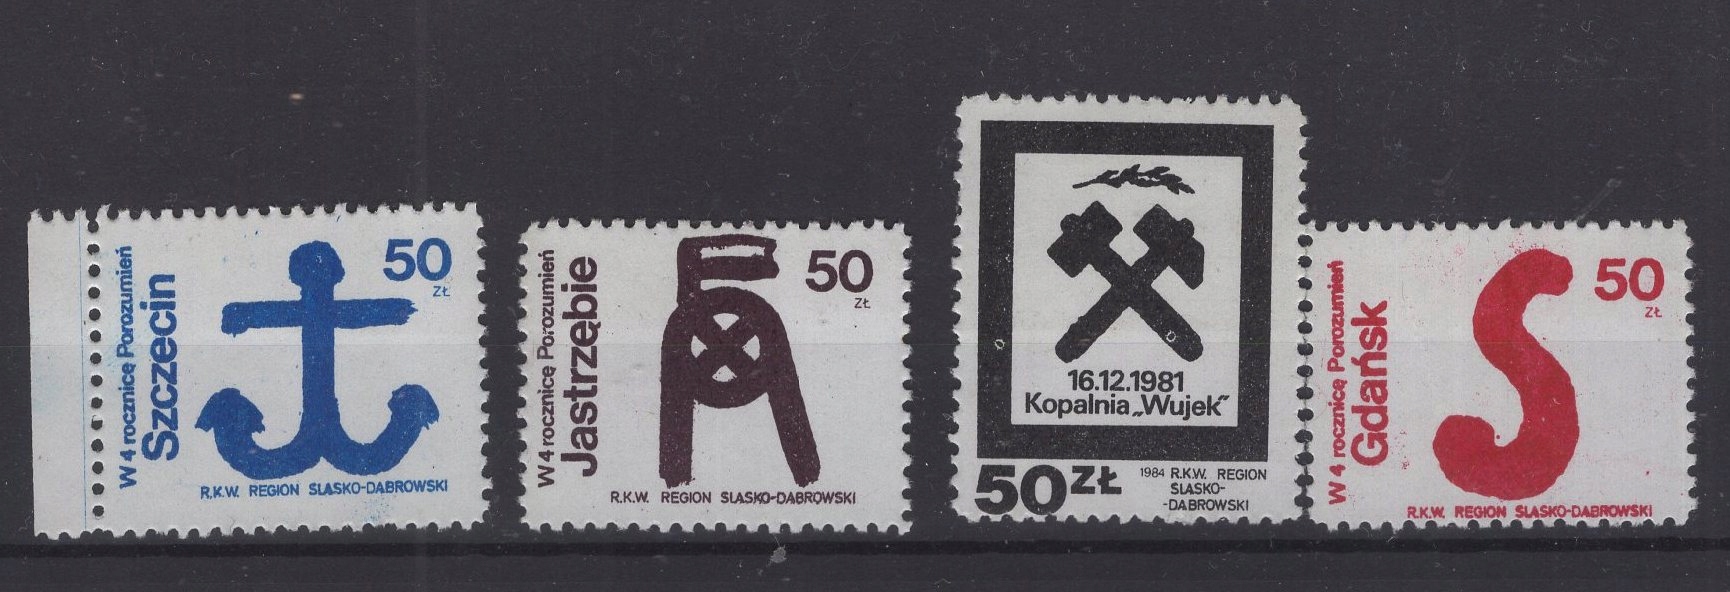 W 4 rocznicę Porozumień
Szczecin
50
ZŁ
R.K.W. REGION SLASKO-DABROWSKI
W 4 rocznicę Porozumień
Jastrzębie
50
ZŁ
R.K.W. REGION SLASKO-DABROWSKI
16.12.1981
Kopalnia „Wujek”
50 ZŁ
1984 R.K.W. REGION
SLASKO-
-DABROWSKI
W 4 rocznicę Porozumień
Gdańsk
50
ZŁ
R.K.W. REGION SLASKO-DABROWSKI